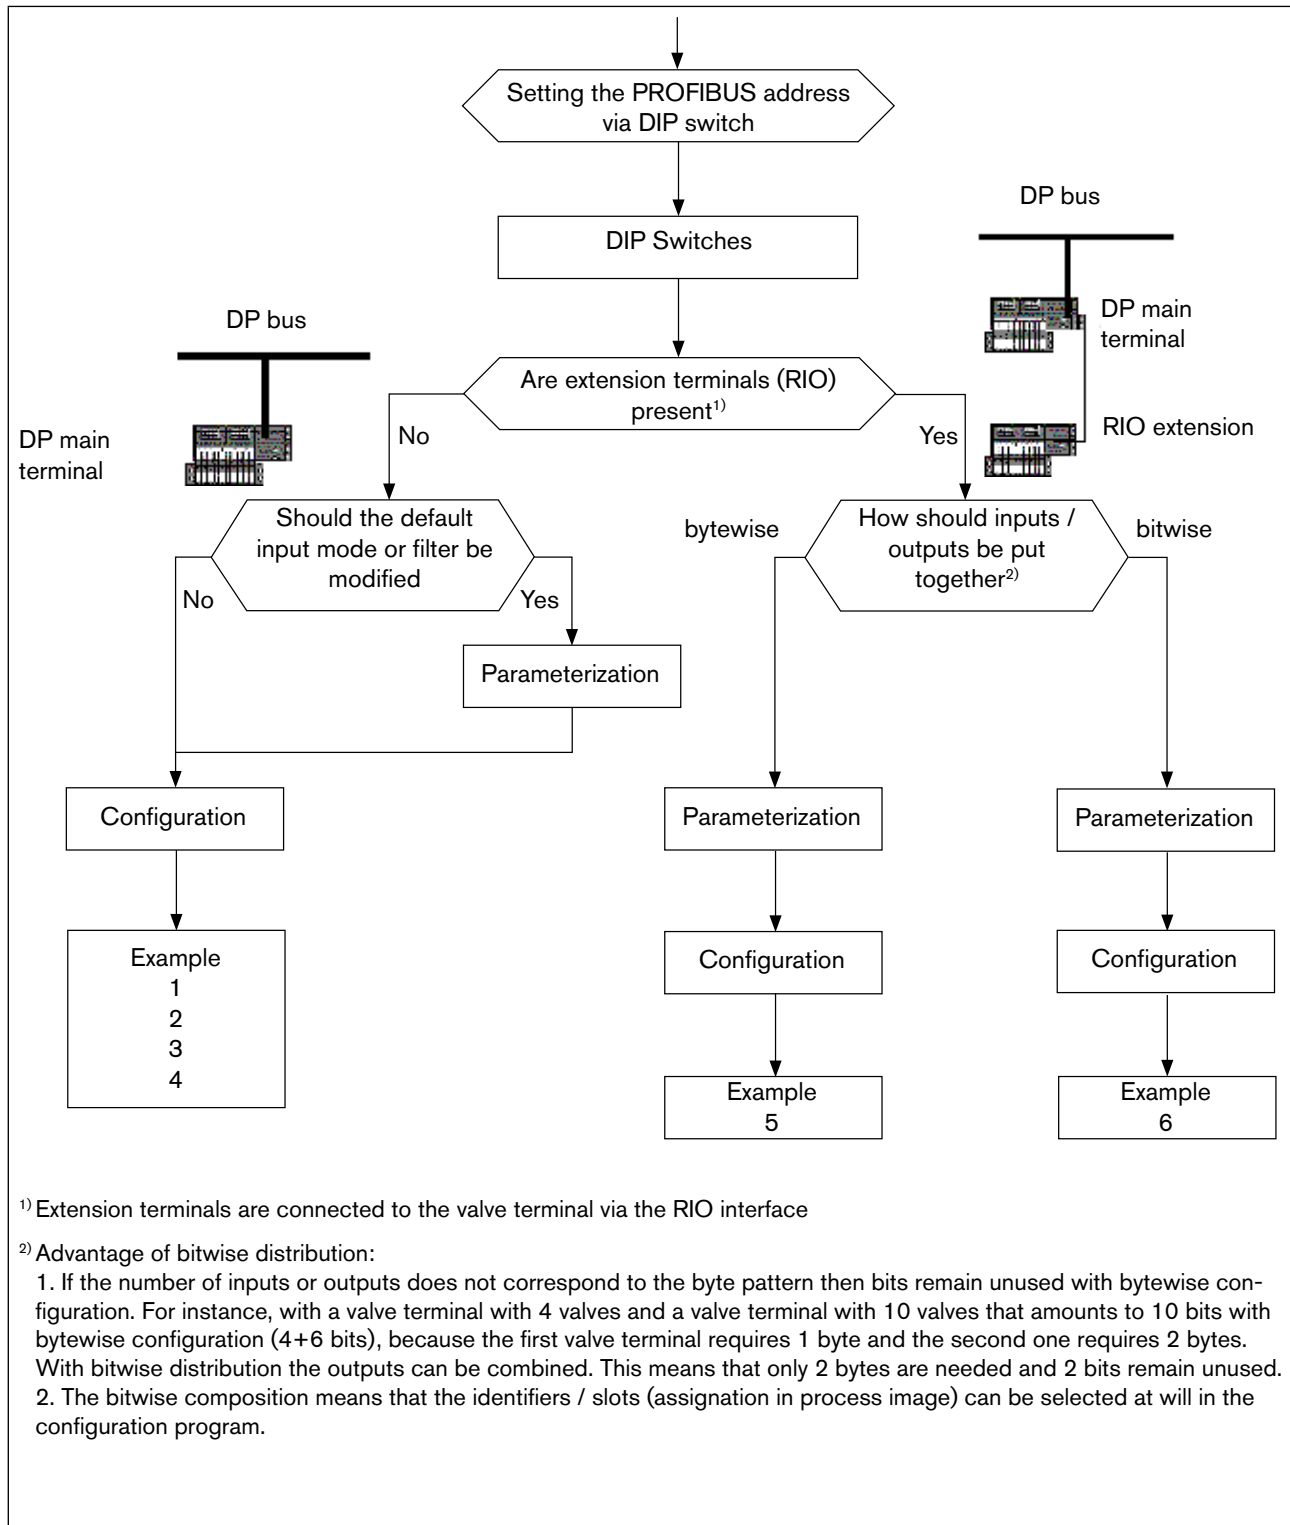 Setting the PROFIBUS address
via DIP switch
DIP Switches
DP bus
DP main
terminal
RIO extension
DP bus
DP main
terminal
Are extension terminals (RIO)
present1)
No
Yes
Should the default
input mode or filter be
modified
No
Yes
bytewise
How should inputs /
outputs be put
together2)
bitwise
Parameterization
Configuration
Parameterization
Parameterization
Example
1
2
3
4
Configuration
Configuration
Example
5
Example
6
1) Extension terminals are connected to the valve terminal via the RIO interface
2) Advantage of bitwise distribution:
1. If the number of inputs or outputs does not correspond to the byte pattern then bits remain unused with bytewise con-
figuration. For instance, with a valve terminal with 4 valves and a valve terminal with 10 valves that amounts to 10 bits with
bytewise configuration (4+6 bits), because the first valve terminal requires 1 byte and the second one requires 2 bytes.
With bitwise distribution the outputs can be combined. This means that only 2 bytes are needed and 2 bits remain unused.
2. The bitwise composition means that the identifiers / slots (assignation in process image) can be selected at will in the
configuration program.